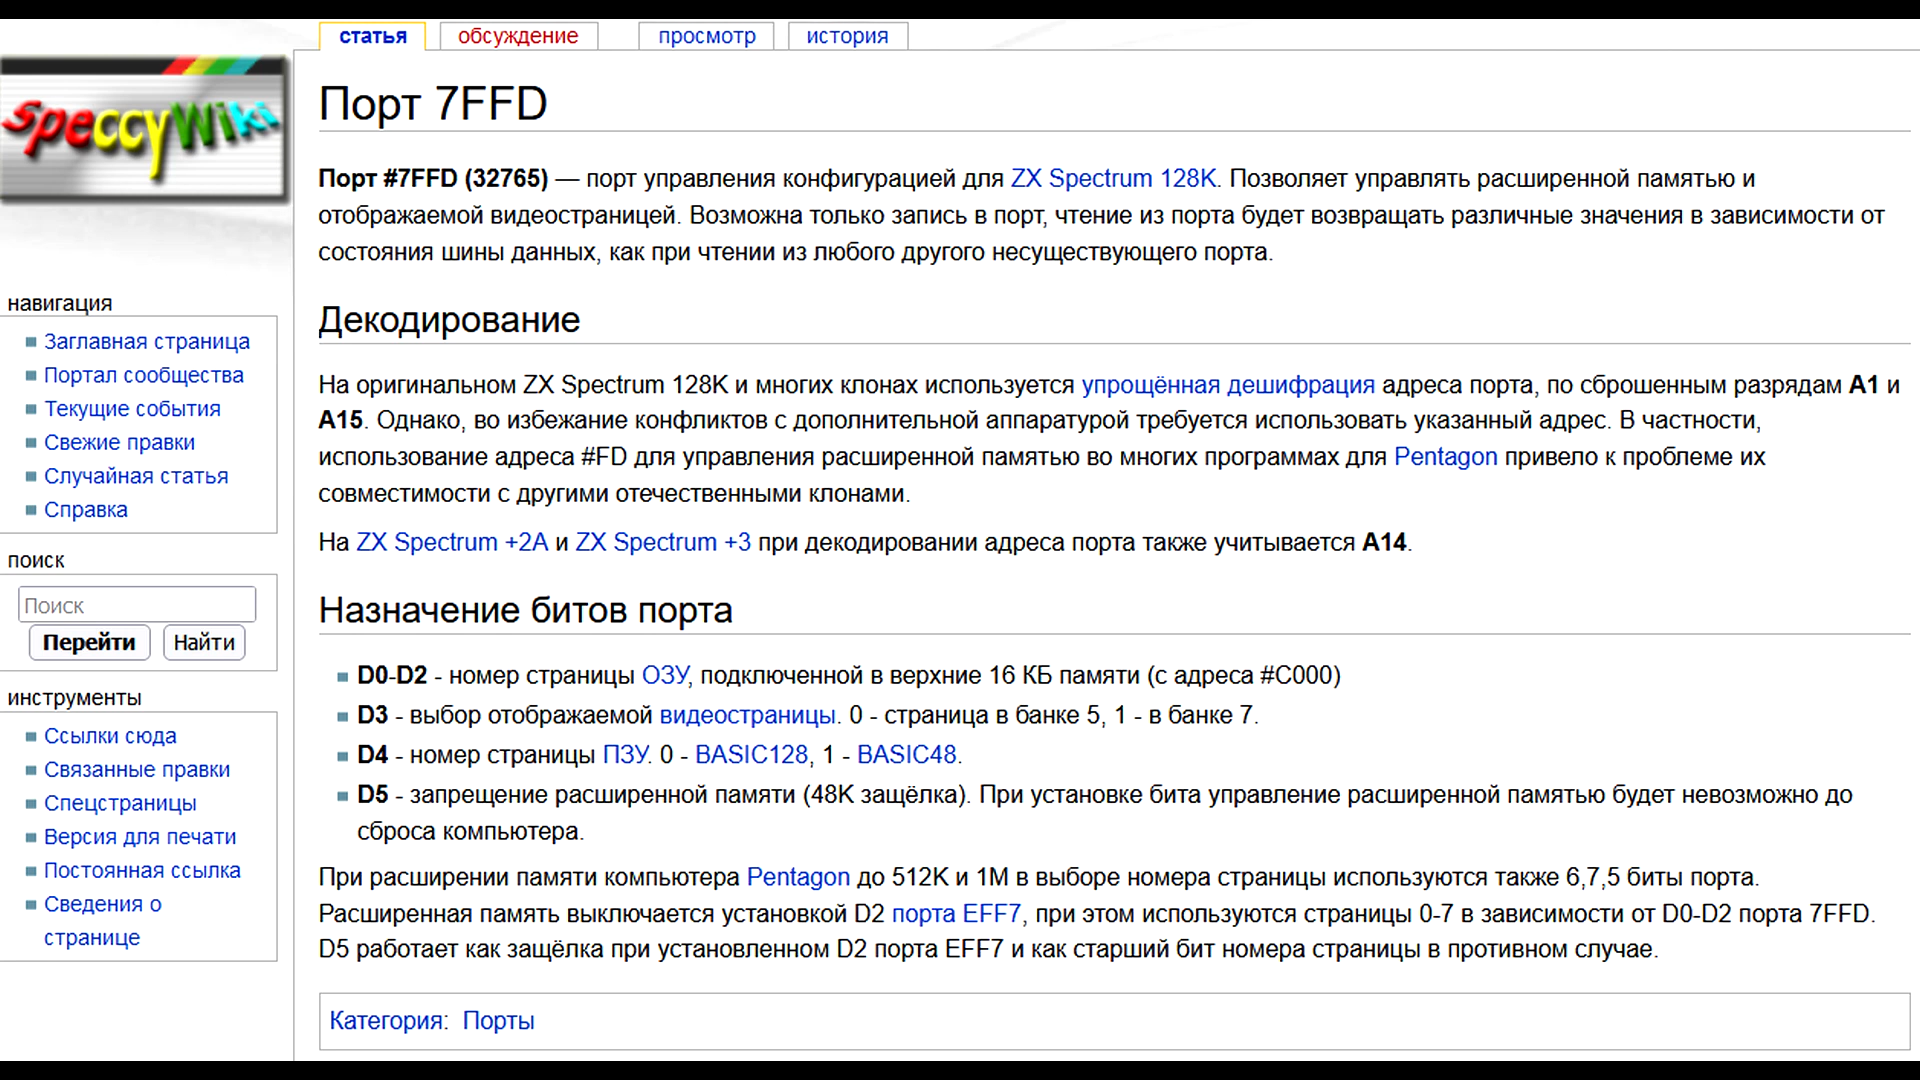 статья
обсуждение
просмотр
история
SpeccyWiki
навигация
Заглавная страница
Портал сообщества
Текущие события
Свежие правки
Случайная статья
Справка
поиск
Поиск
Перейти
Найти
инструменты
Ссылки сюда
Связанные правки
Спецстраницы
Версия для печати
Постоянная ссылка
Сведения о
странице
Порт 7FFD
Порт #7FFD (32765) — порт управления конфигурацией для ZX Spectrum 128K. Позволяет управлять расширенной памятью и
отображаемой видеостраницей. Возможна только запись в порт, чтение из порта будет возвращать различные значения в зависимости от
состояния шины данных, как при чтении из любого другого несуществующего порта.
Декодирование
На оригинальном ZX Spectrum 128K и многих клонах используется упрощённая дешифрация адреса порта, по сброшенным разрядам A1 и
A15. Однако, во избежание конфликтов с дополнительной аппаратурой требуется использовать указанный адрес. В частности,
использование адреса #FD для управления расширенной памятью во многих программах для Pentagon привело к проблеме их
совместимости с другими отечественными клонами.
На ZX Spectrum +2A и ZX Spectrum +3 при декодировании адреса порта также учитывается A14.
Назначение битов порта
D0-D2 - номер страницы ОЗУ, подключенной в верхние 16 КБ памяти (с адреса #C000)
D3 - выбор отображаемой видеостраницы. 0 - страница в банке 5, 1 - в банке 7.
D4 - номер страницы ПЗУ. 0 - BASIC128, 1 - BASIC48.
D5 - запрещение расширенной памяти (48K защёлка). При установке бита управление расширенной памятью будет невозможно до
сброса компьютера.
При расширении памяти компьютера Pentagon до 512K и 1M в выборе номера страницы используются также 6,7,5 биты порта.
Расширенная память выключается установкой D2 порта EFF7, при этом используются страницы 0-7 в зависимости от D0-D2 порта 7FFD.
D5 работает как защёлка при установленном D2 порта EFF7 и как старший бит номера страницы в противном случае.
Категория: Порты